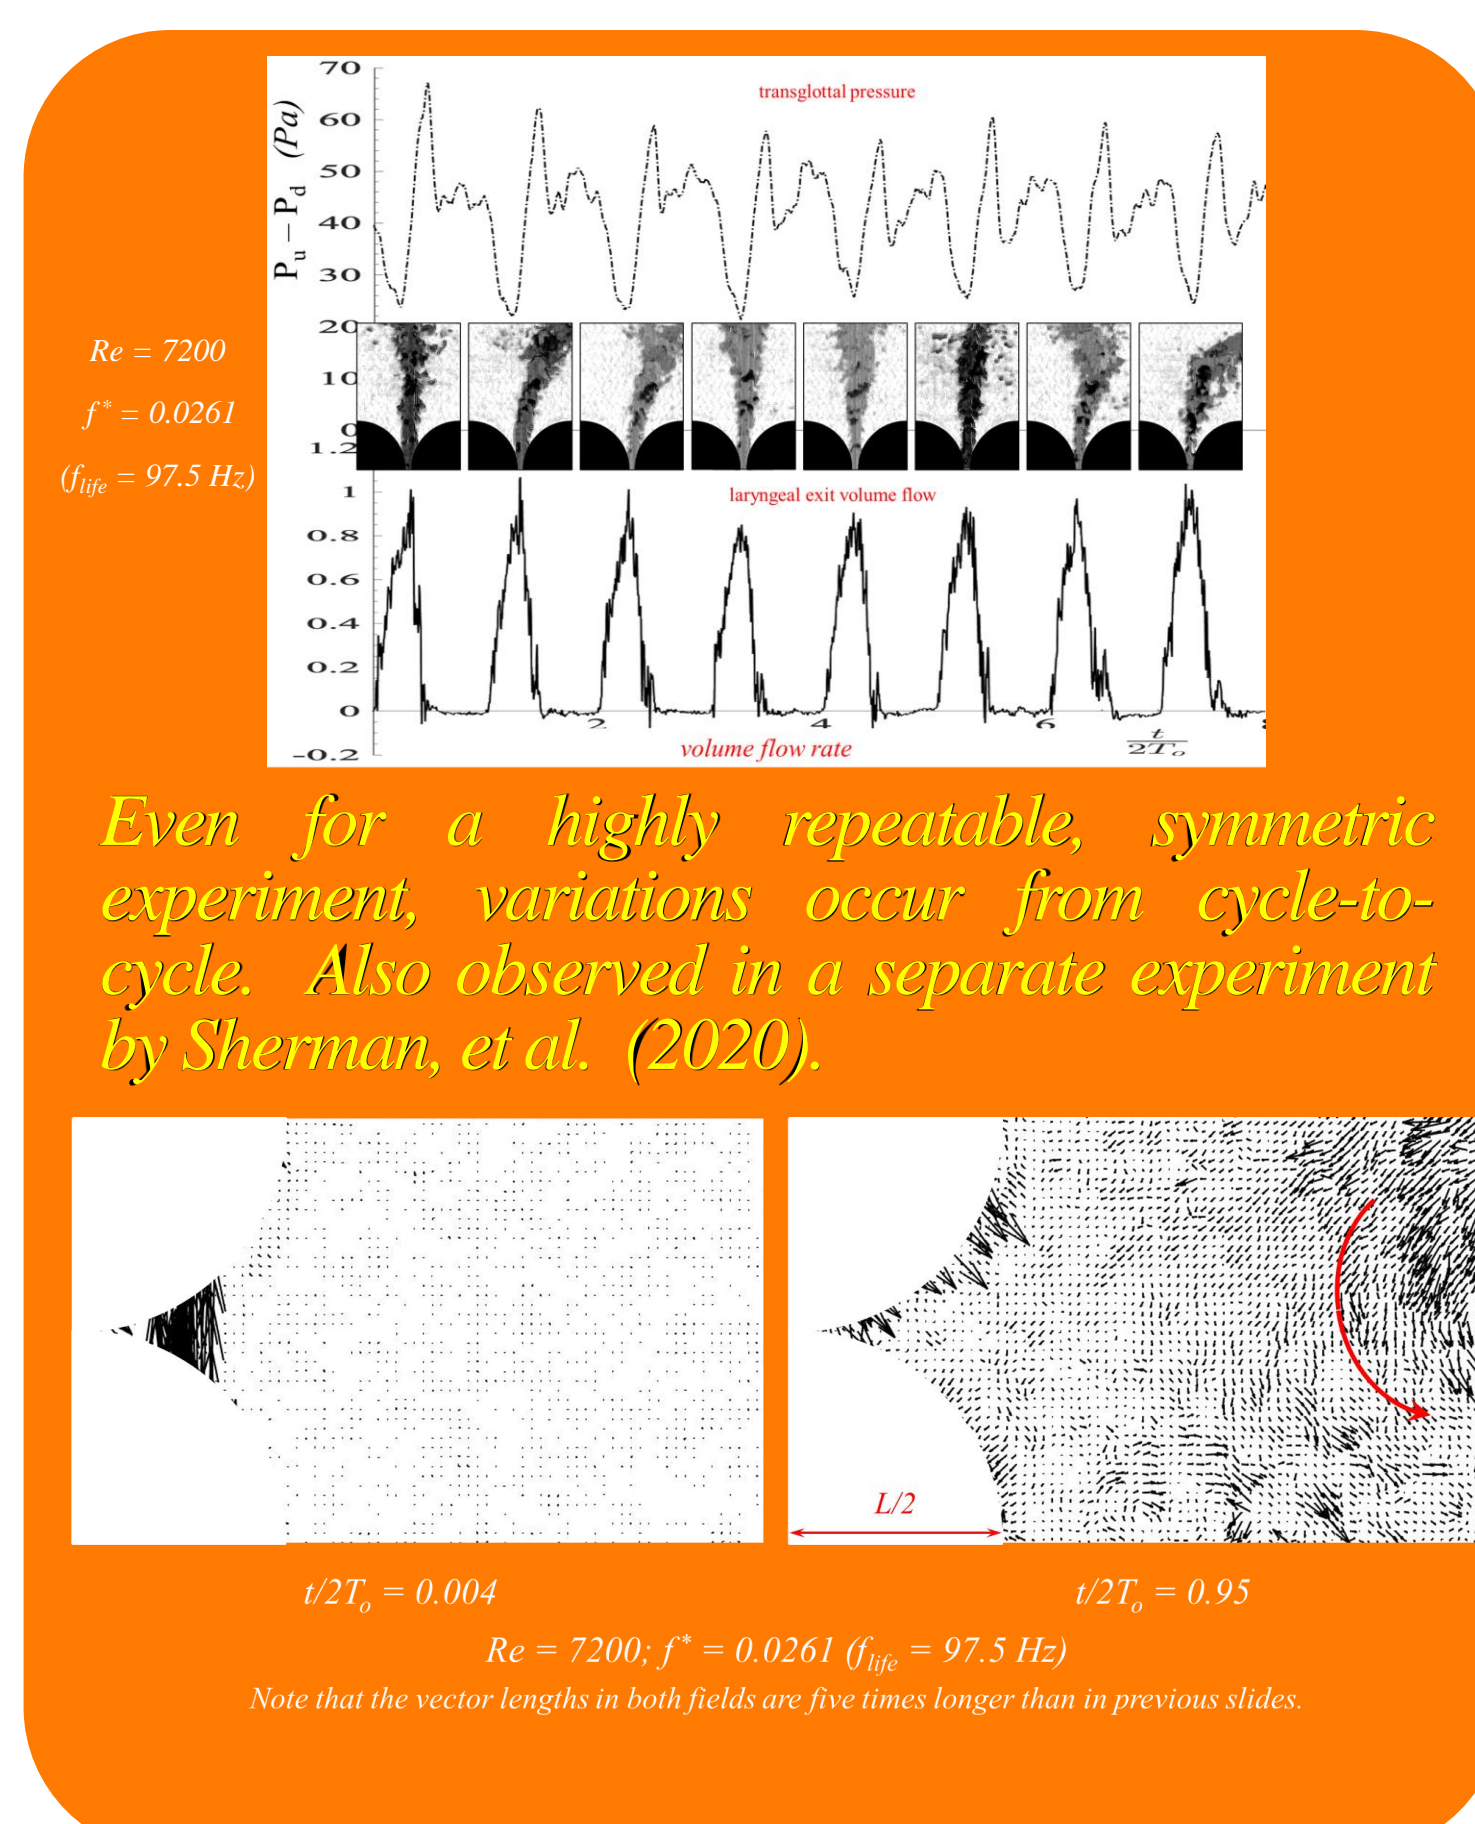 70
transglottal pressure
60
50
40
30
20
10
0
P_u – P_d (Pa)
Re = 7200
f* = 0.0261
(f_life = 97.5 Hz)
1.2
1
laryngeal exit volume flow
0.8
0.6
0.4
0.2
0
2 4 6
t
2T_o
-0.2
volume flow rate
Even for a highly repeatable, symmetric
experiment, variations occur from cycle-to-
cycle. Also observed in a separate experiment
by Sherman, et al. (2020).
L/2
t/2T_o = 0.004
t/2T_o = 0.95
Re = 7200; f* = 0.0261 (f_life = 97.5 Hz)
Note that the vector lengths in both fields are five times longer than in previous slides.